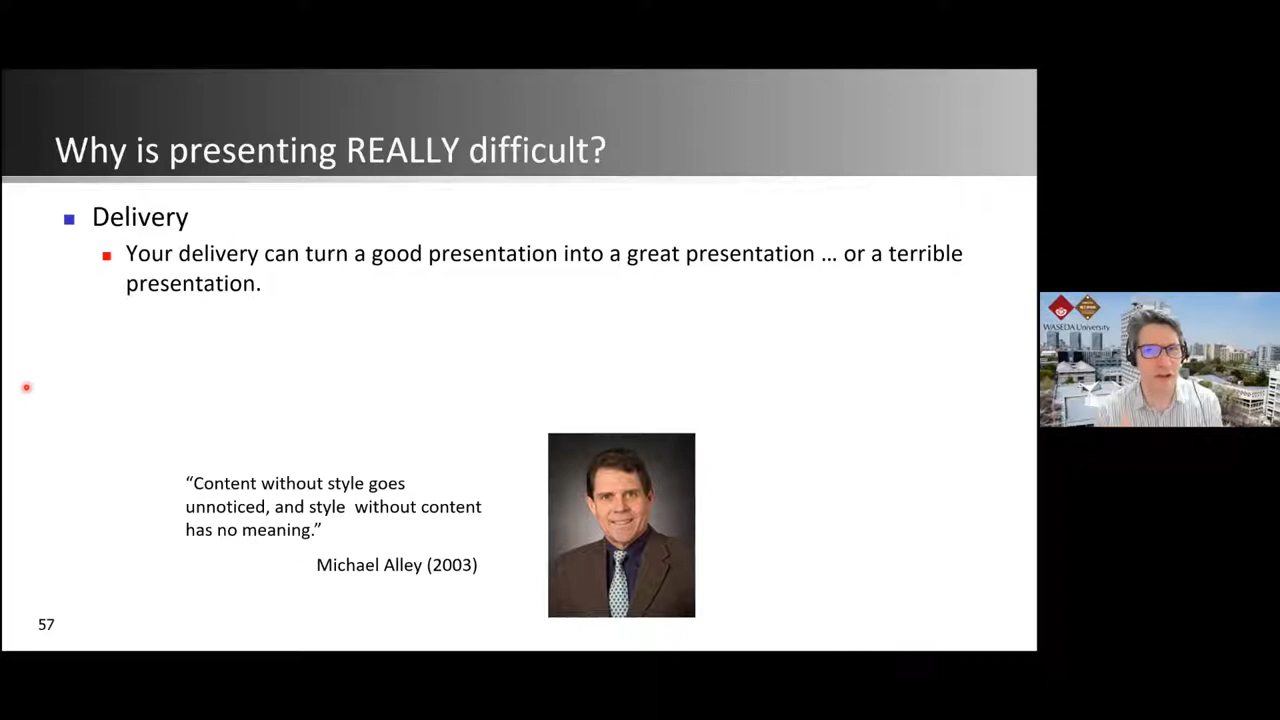 Why is presenting REALLY difficult?
Delivery
Your delivery can turn a good presentation into a great presentation … or a terrible
presentation.
“Content without style goes
unnoticed, and style  without content
has no meaning.”
Michael Alley (2003)
57
WASEDA University